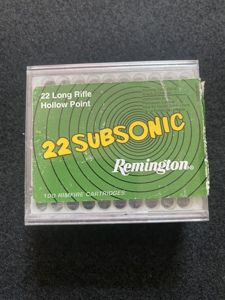 22 Long Rifle
Hollow Point
22 SUBSONIC
Remington®
100 RIMFIRE CARTRIDGES